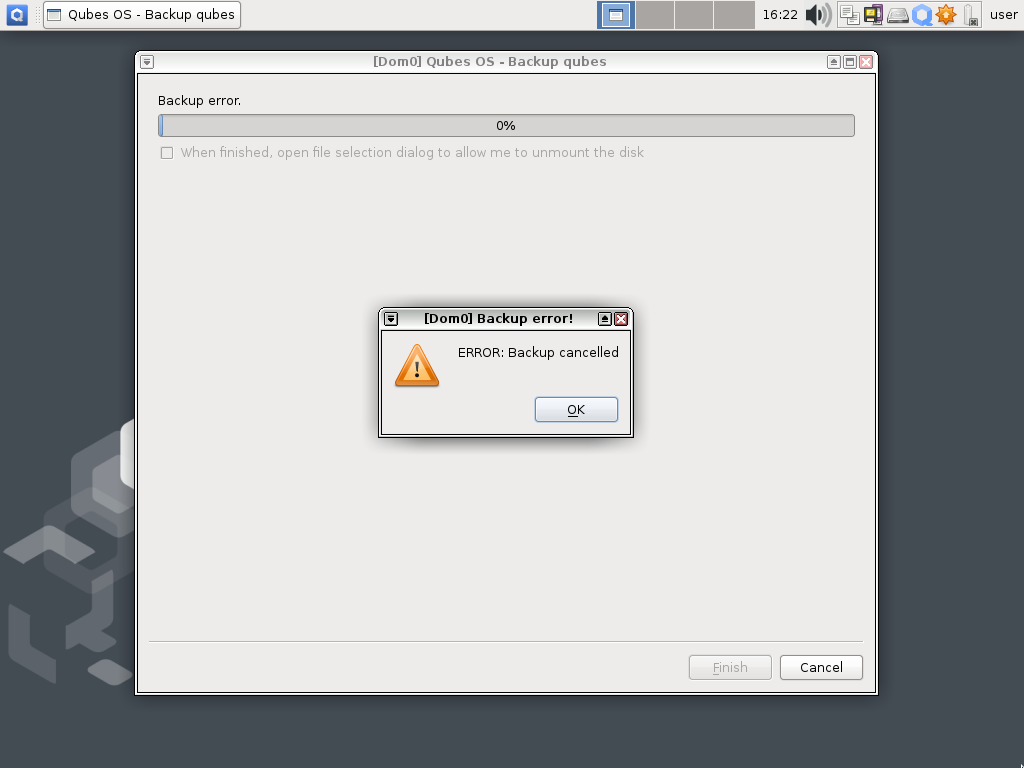 Qubes OS - Backup qubes
16:22
user
[Dom0] Qubes OS - Backup qubes
Backup error.
0%
When finished, open file selection dialog to allow me to unmount the disk
[Dom0] Backup error!
ERROR: Backup cancelled
OK
Finish
Cancel